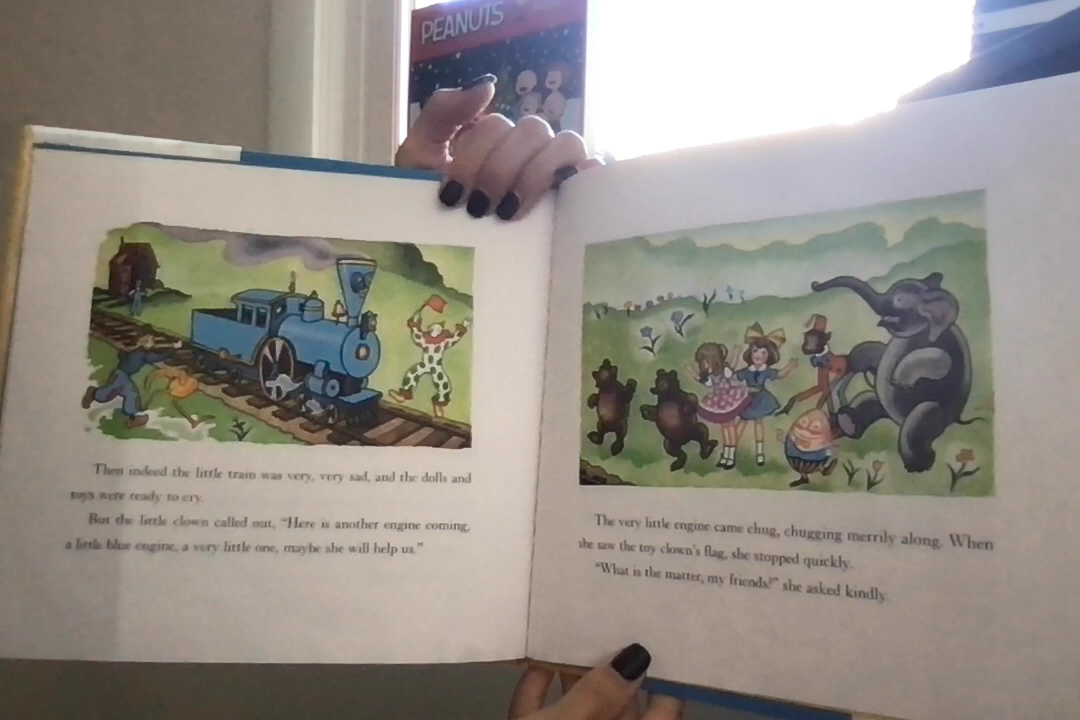 PEANUTS
Then indeed the little train was very, very sad, and the dolls and
toys were ready to cry.
But the little clown called out, "Here is another engine coming,
a little blue engine, a very little one, maybe she will help us."
The very little engine came chug, chugging merrily along. When
she saw the toy clown's flag, she stopped quickly.
"What is the matter, my friends?" she asked kindly.